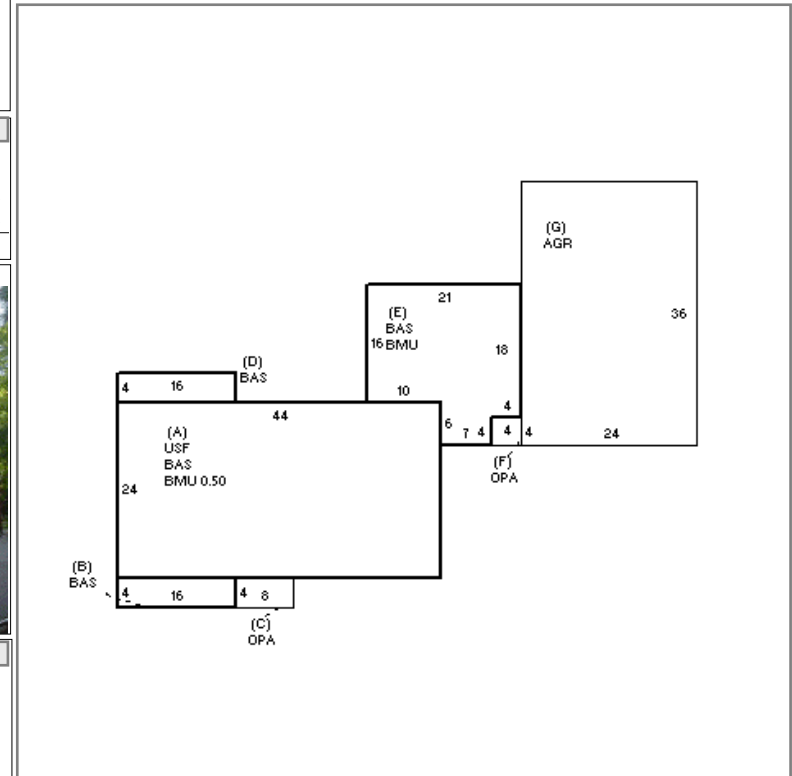 (G)
AGR
36
21
(E)
BAS
16 BMU
18
(D)
BAS
4 16
10
44
4
6 7 4 4 4 24
(A)
USF
BAS
BMU 0.50
(F)
OPA
24
(B)
BAS
4 16 4 8
(C)
OPA